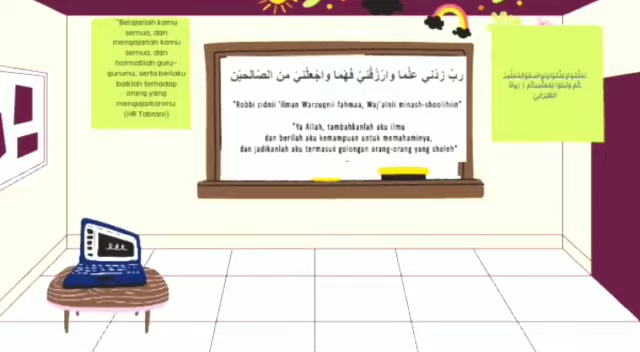 "Belajarlah kamu
semua, dan
mengajarlah kamu
semua, dan
hormatilah guru-
gurumu, serta berlaku
baiklah terhadap
orang yang
mengajarkanmu
(HR Tabrani)
رَبِّ زِدْنِي عِلْمًا وَارْزُقْنِيْ فَهْمًا وَاجْعَلْنِيْ مِنَ الصَّالِحِيْنَ
"Robbi zidnii 'ilman Warzuqnii fahmaa, Waj'alnii minash-shoolihiin"
"Ya Allah, tambahkanlah aku ilmu
dan berilah aku kemampuan untuk memahaminya,
dan jadikanlah aku termasuk golongan orang-orang yang sholeh"